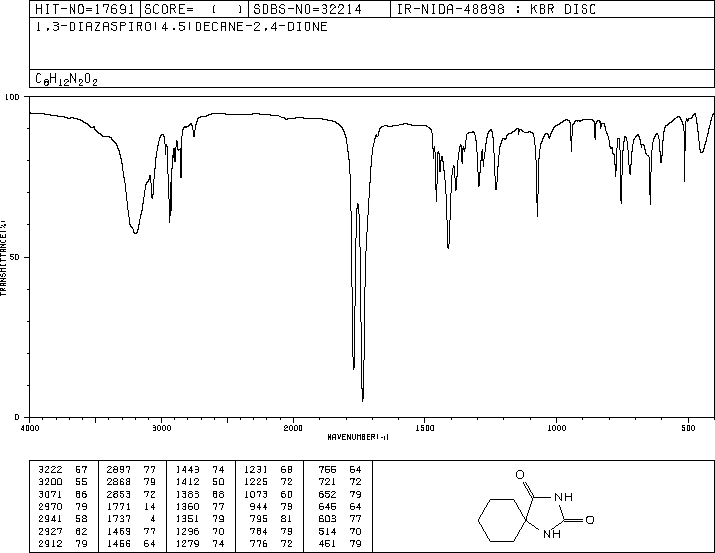 HIT-NO=17691 SCORE= ( ) SDBS-NO=32214 IR-NIDA-48898 : KBR DISC
1,3-DIAZASPIRO(4.5)DECANE-2,4-DIONE
C8H12N2O2
100
50
0
TRANSMITTANCE(%)
4000 3000 2000 1500 1000 500
WAVENUMBER(-1)
3222 57 2897 77 1449 74 1231 68 755 64
3200 55 2868 79 1412 50 1225 72 721 72
3071 66 2853 72 1383 68 1073 60 652 79
2970 79 1771 14 1360 77 944 79 645 64
2941 58 1737 4 1351 79 795 81 603 77
2927 62 1469 77 1296 70 784 79 514 70
2912 79 1456 64 1279 74 776 72 451 79
O
NH
O
NH